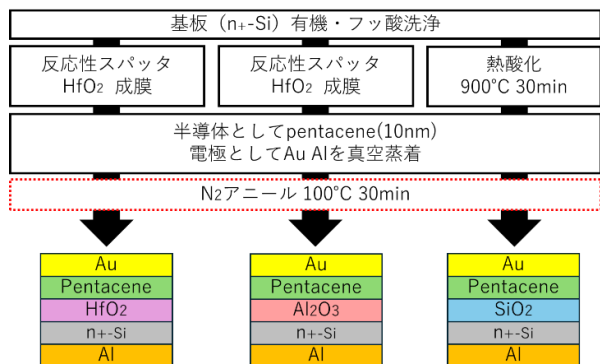 基板（n+-Si）有機・フッ酸洗浄
反応性スパッタ
HfO2 成膜
反応性スパッタ
HfO2 成膜
熱酸化
900℃ 30min
半導体としてpentacene(10nm)
電極としてAu Alを真空蒸着
N2アニール 100℃ 30min
Au
Pentacene
HfO2
n+-Si
Al
Au
Pentacene
Al2O3
n+-Si
Al
Au
Pentacene
SiO2
n+-Si
Al